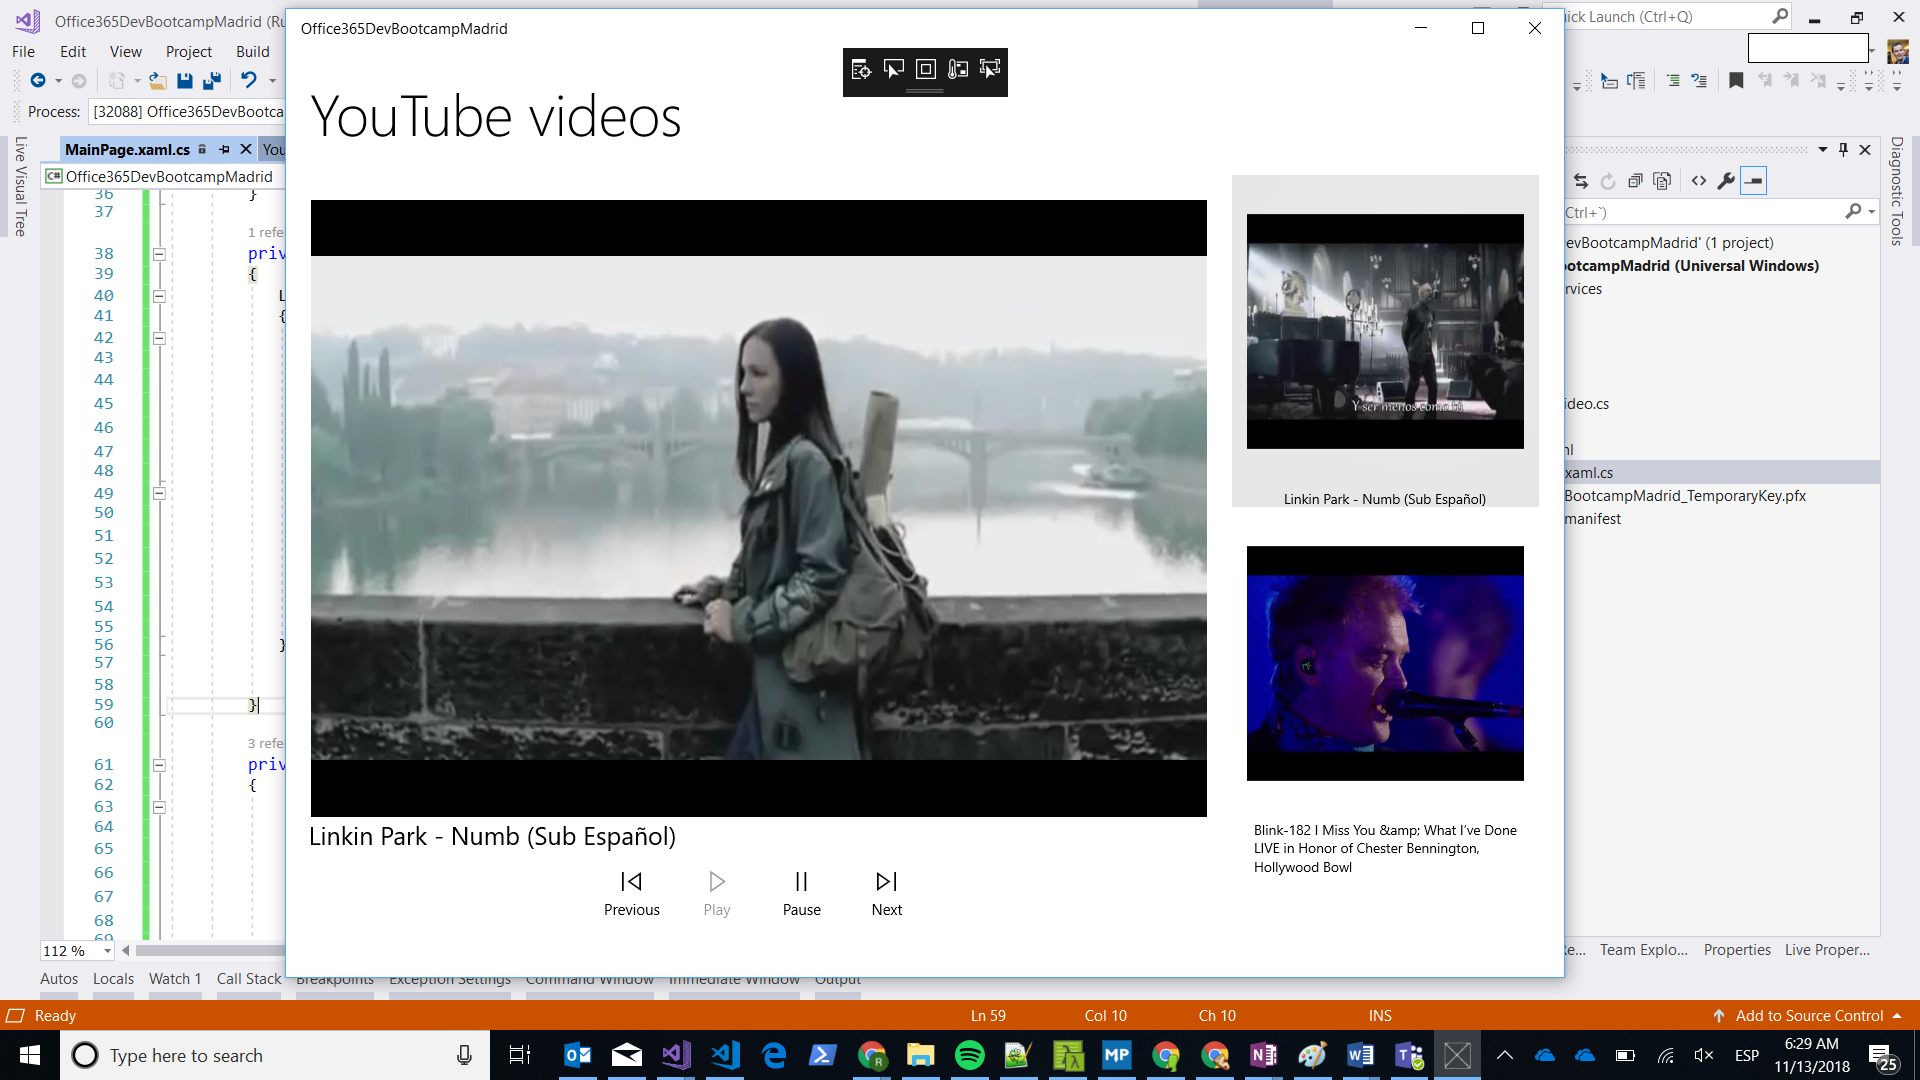 Office365DevBootcampMadrid (Ru
uick Launch (Ctrl+Q)
File Edit View Project Build
Process: [32088] Office365DevBootca
Live Visual Tree
MainPage.xaml.cs You
C# Office365DevBootcampMadrid
36 }
37
1 refe
38 priv
39 {
40 L
41 {
42
43
44
45
46
47
48
49
50
51
52
53
54
55
56 }
57
58
59 }
60
3 refe
61 priv
62 {
63
64
65
66
67
68
69
112 %
Office365DevBootcampMadrid
YouTube videos
Y ser menos como tú
Linkin Park - Numb (Sub Español)
Blink-182 I Miss You &amp; What I've Done
LIVE in Honor of Chester Bennington,
Hollywood Bowl
Linkin Park - Numb (Sub Español)
Previous Play Pause Next
Diagnostic Tools
Ctrl+`)
evBootcampMadrid' (1 project)
ootcampMadrid (Universal Windows)
rvices
ideo.cs
ml
xaml.cs
BootcampMadrid_TemporaryKey.pfx
manifest
Re... Team Explo... Properties Live Proper...
Autos Locals Watch 1 Call Stack Breakpoints Exception Settings Command Window Immediate Window Output
Ready Ln 59 Col 10 Ch 10 INS Add to Source Control
Type here to search
MP
ESP
6:29 AM
11/13/2018
25